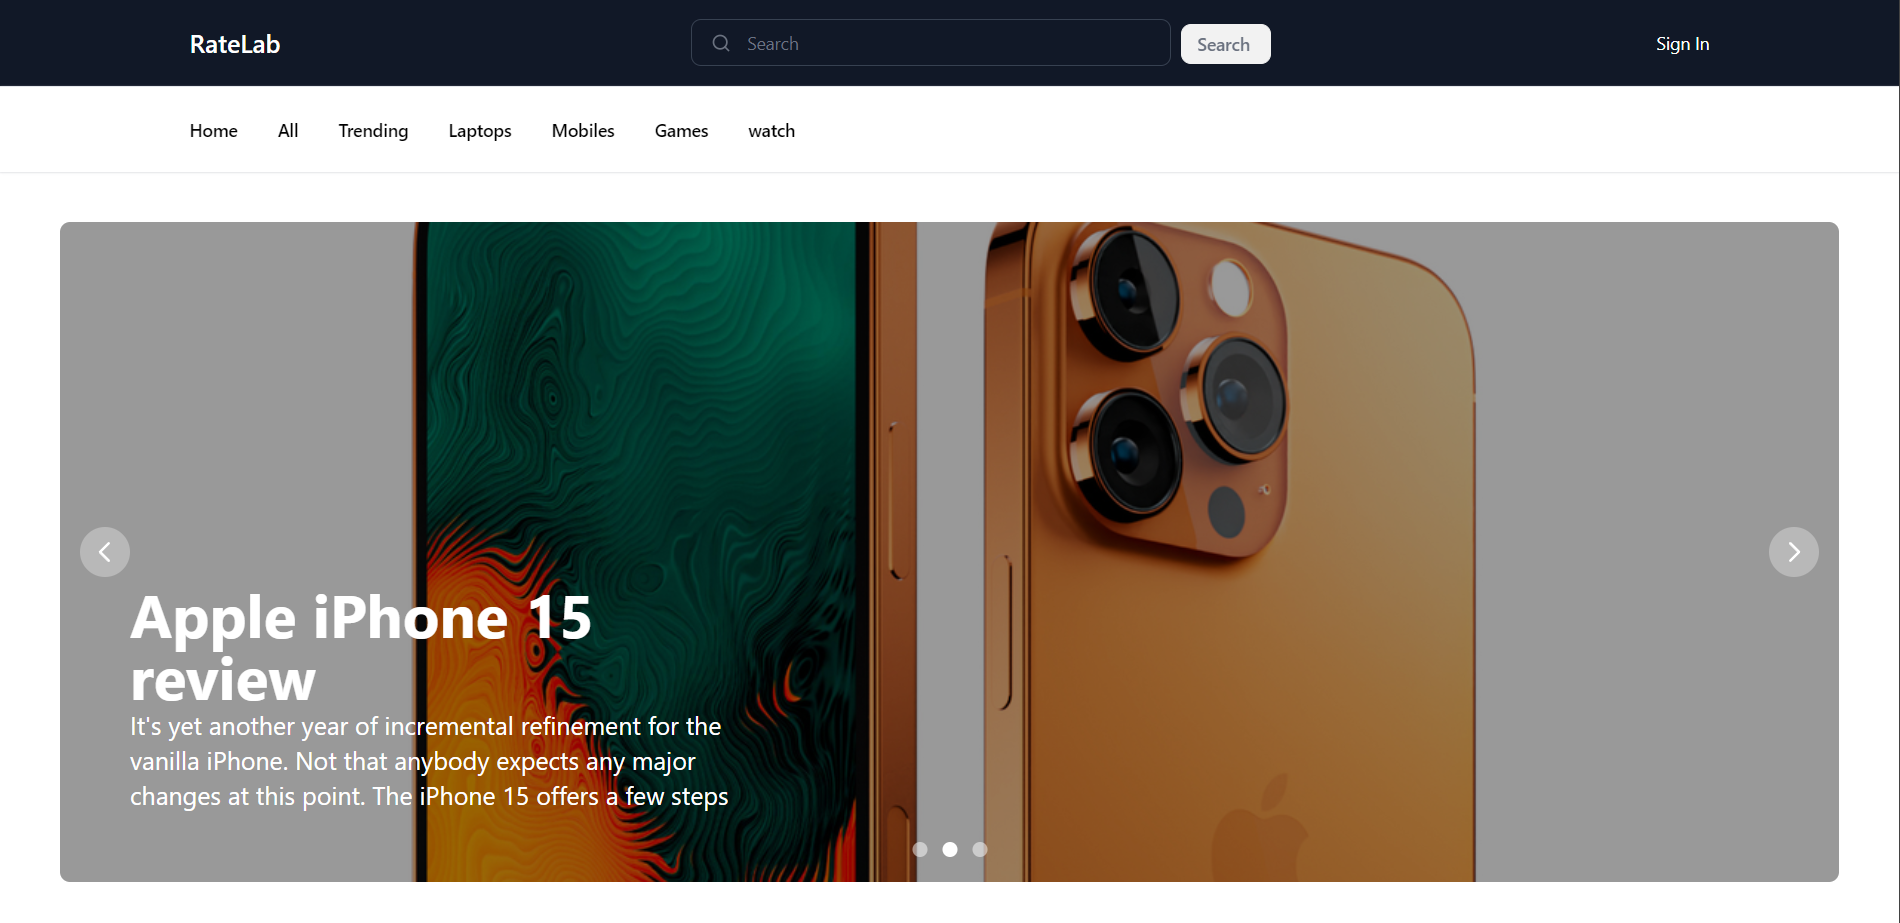 RateLab
Search
Search
Sign In
Home
All
Trending
Laptops
Mobiles
Games
watch
Apple iPhone 15
review
It's yet another year of incremental refinement for the
vanilla iPhone. Not that anybody expects any major
changes at this point. The iPhone 15 offers a few steps